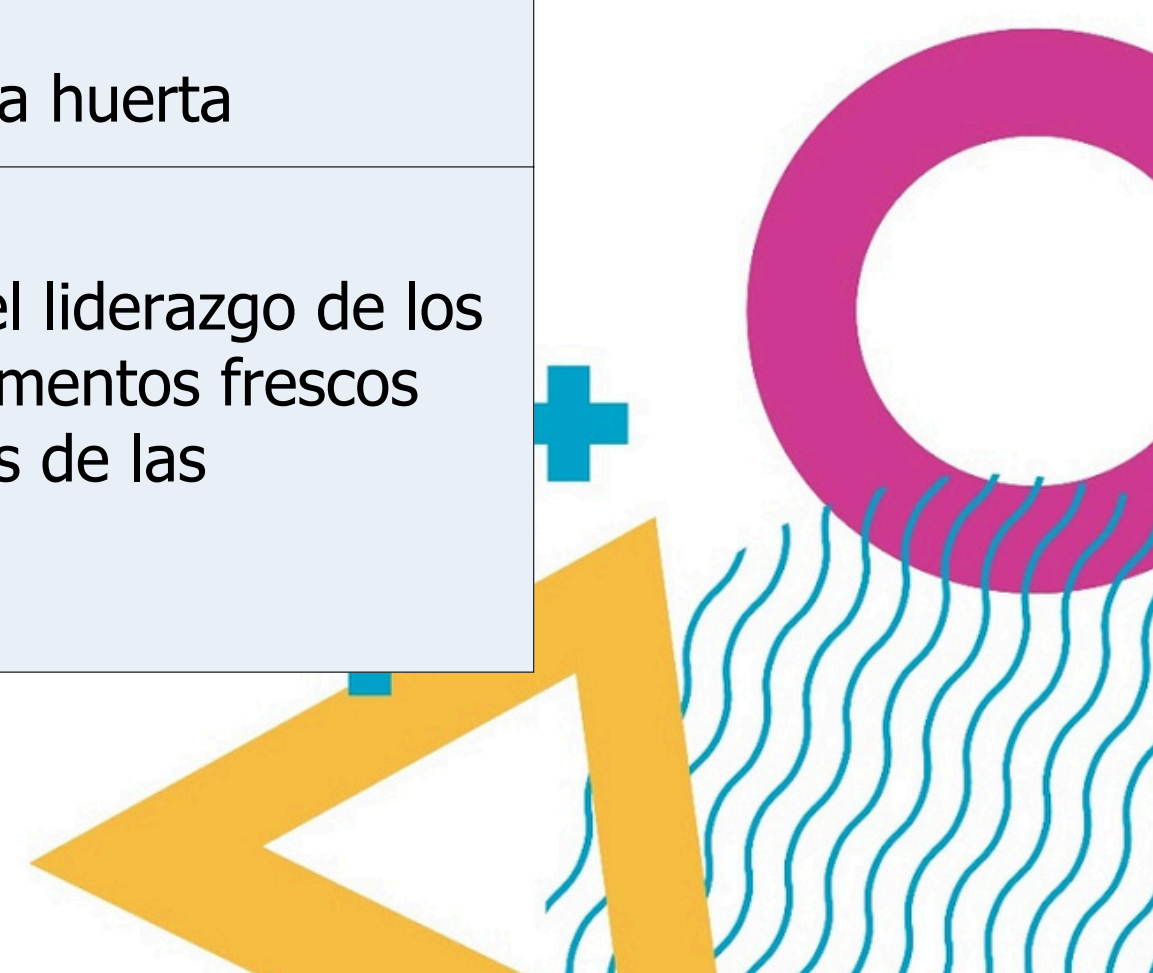 a huerta
el liderazgo de los
mentos frescos
s de las